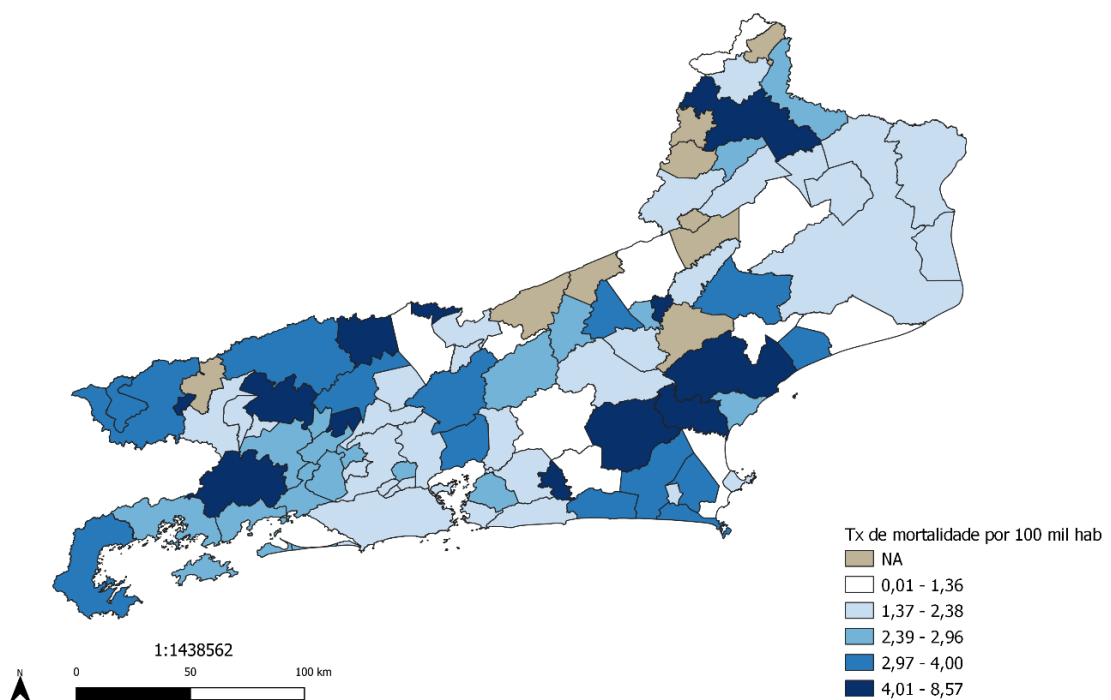 Tx de mortalidade por 100 mil hab
NA
0,01 - 1,36
1,37 - 2,38
2,39 - 2,96
2,97 - 4,00
4,01 - 8,57
1:1438562
N
0 50 100 km